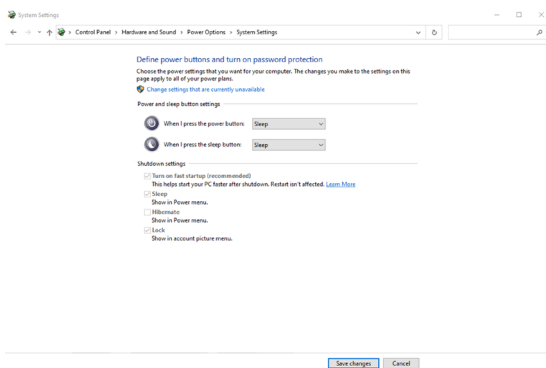 System Settings
Control Panel > Hardware and Sound > Power Options > System Settings
Define power buttons and turn on password protection
Choose the power settings that you want for your computer. The changes you make to the settings on this
page apply to all of your power plans.
Change settings that are currently unavailable
Power and sleep button settings
When I press the power button: Sleep
When I press the sleep button: Sleep
Shutdown settings
Turn on fast startup (recommended)
This helps start your PC faster after shutdown. Restart isn't affected. Learn More
Sleep
Show in Power menu.
Hibernate
Show in Power menu.
Lock
Show in account picture menu.
Save changes Cancel